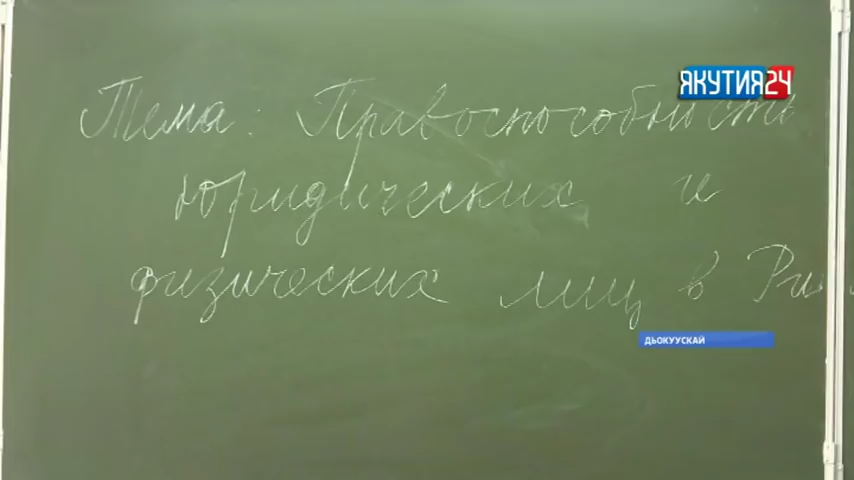 ЯКУТИЯ24
Тема: Правоспособность
юридических и
физических лиц в
ДЬОКУУСКАЙ